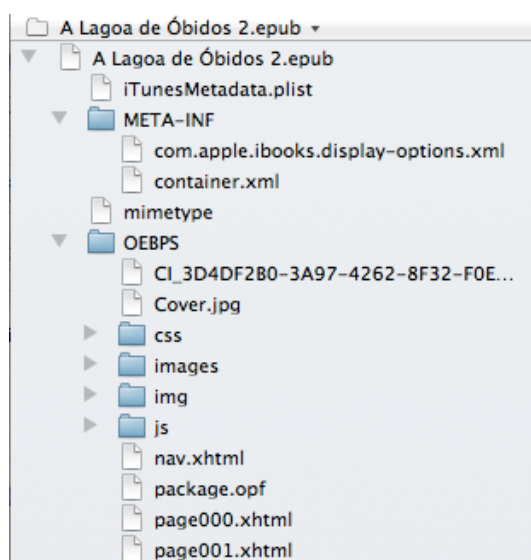 A Lagoa de Óbidos 2.epub
A Lagoa de Óbidos 2.epub
iTunesMetadata.plist
META-INF
com.apple.ibooks.display-options.xml
container.xml
mimetype
OEBPS
CI_3D4DF2B0-3A97-4262-8F32-F0E...
Cover.jpg
css
images
img
js
nav.xhtml
package.opf
page000.xhtml
page001.xhtml